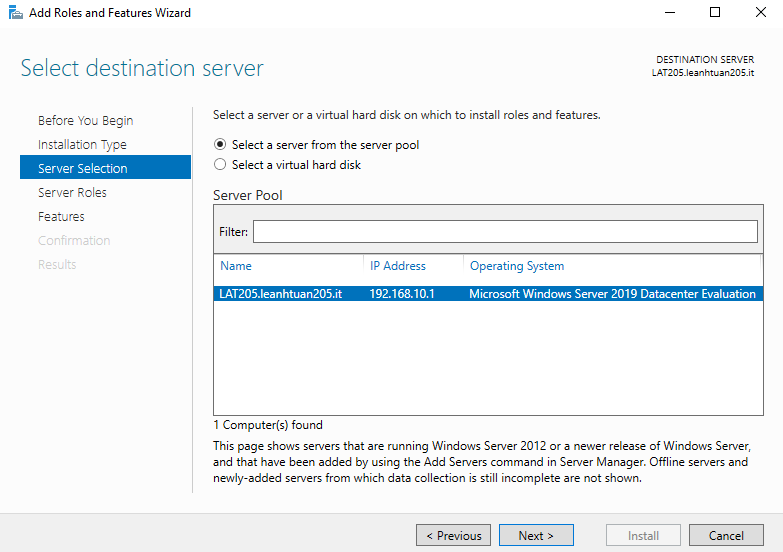 Add Roles and Features Wizard
Select destination server
DESTINATION SERVER
LAT205.leanhtuan205.it
Before You Begin
Installation Type
Server Selection
Server Roles
Features
Confirmation
Results
Select a server or a virtual hard disk on which to install roles and features.
Select a server from the server pool
Select a virtual hard disk
Server Pool
Filter:
Name IP Address Operating System
LAT205.leanhtuan205.it 192.168.10.1 Microsoft Windows Server 2019 Datacenter Evaluation
1 Computer(s) found
This page shows servers that are running Windows Server 2012 or a newer release of Windows Server,
and that have been added by using the Add Servers command in Server Manager. Offline servers and
newly-added servers from which data collection is still incomplete are not shown.
< Previous Next > Install Cancel